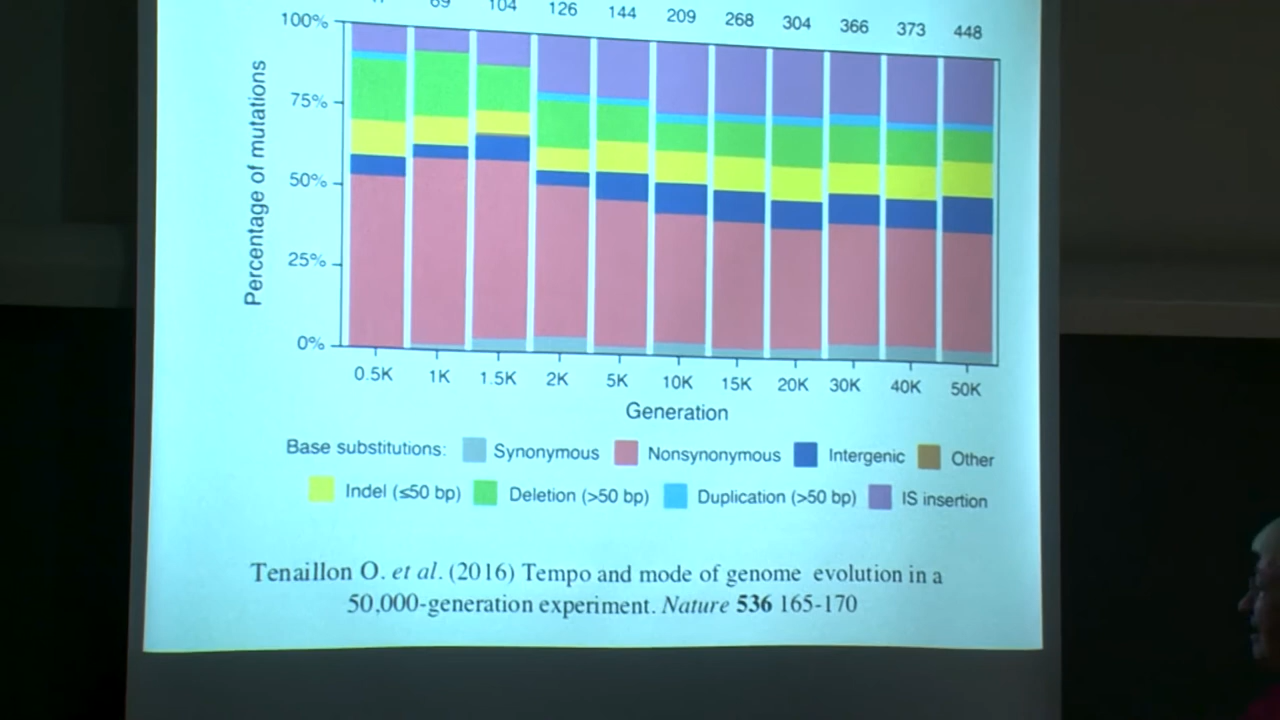 69 104 126 144 209 268 304 366 373 448
100%
75%
50%
25%
0%
Percentage of mutations
0.5K 1K 1.5K 2K 5K 10K 15K 20K 30K 40K 50K
Generation
Base substitutions: Synonymous Nonsynonymous Intergenic Other
Indel (≤50 bp) Deletion (>50 bp) Duplication (>50 bp) IS insertion
Tenaillon O. et al. (2016) Tempo and mode of genome evolution in a
50,000-generation experiment. Nature 536 165-170